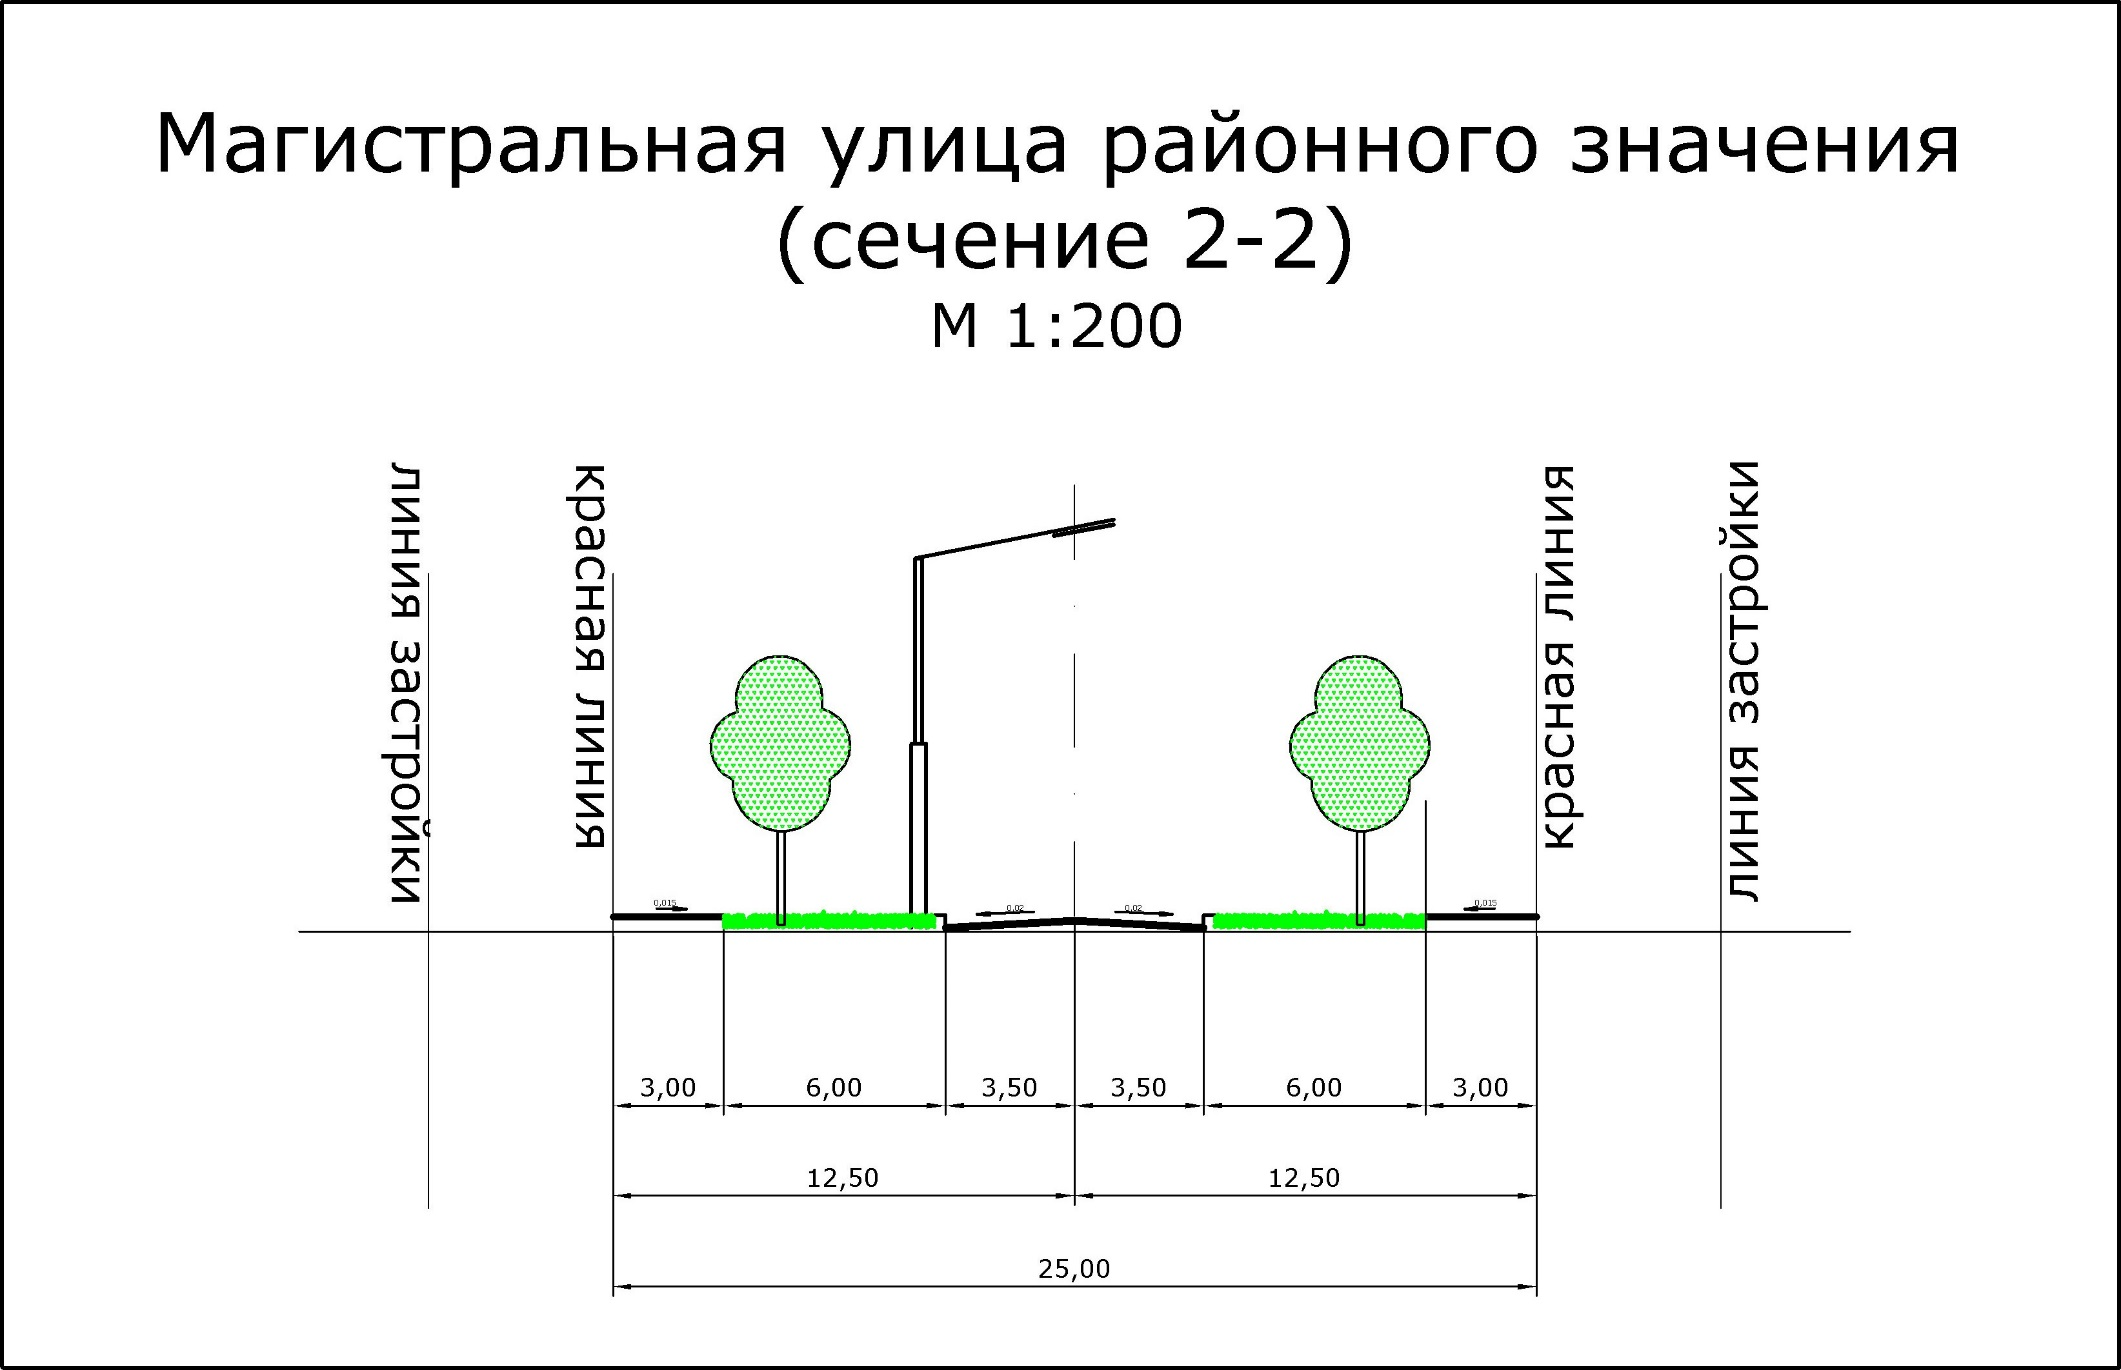 Магистральная улица районного значения
(сечение 2-2)
М 1:200
линия застройки
красная линия
красная линия
линия застройки
0,015
0,02
0,02
0,015
3,00
6,00
3,50
3,50
6,00
3,00
12,50
12,50
25,00